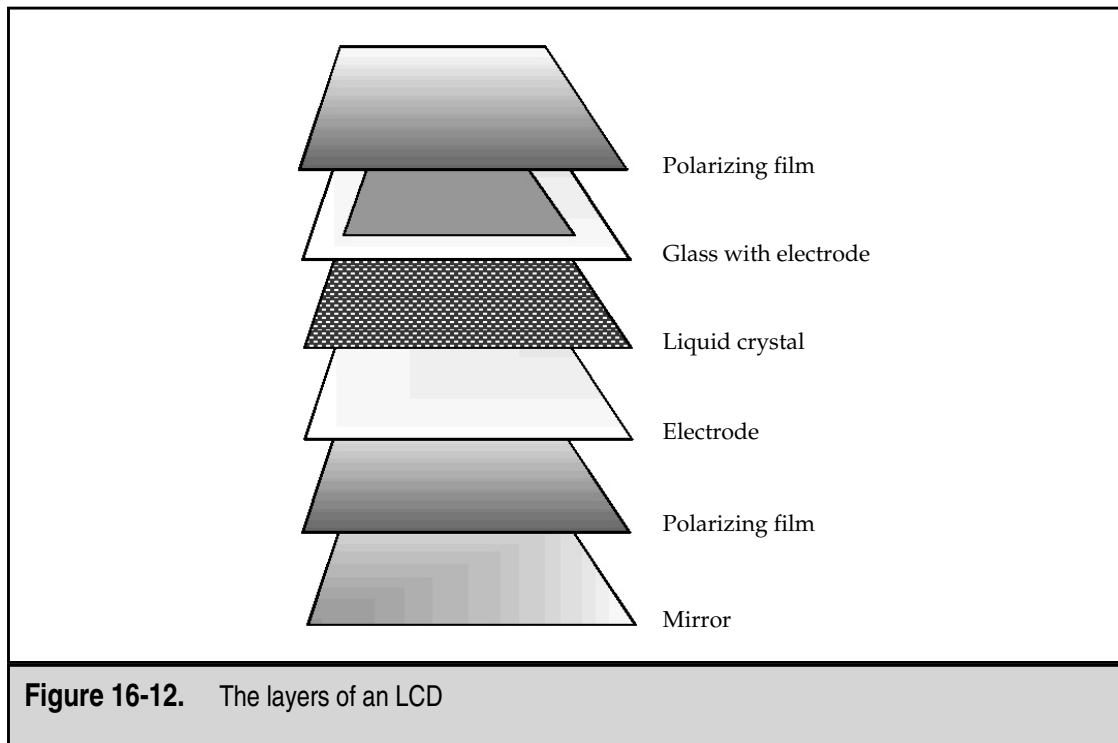 Polarizing film
Glass with electrode
Liquid crystal
Electrode
Polarizing film
Mirror
Figure 16-12. The layers of an LCD